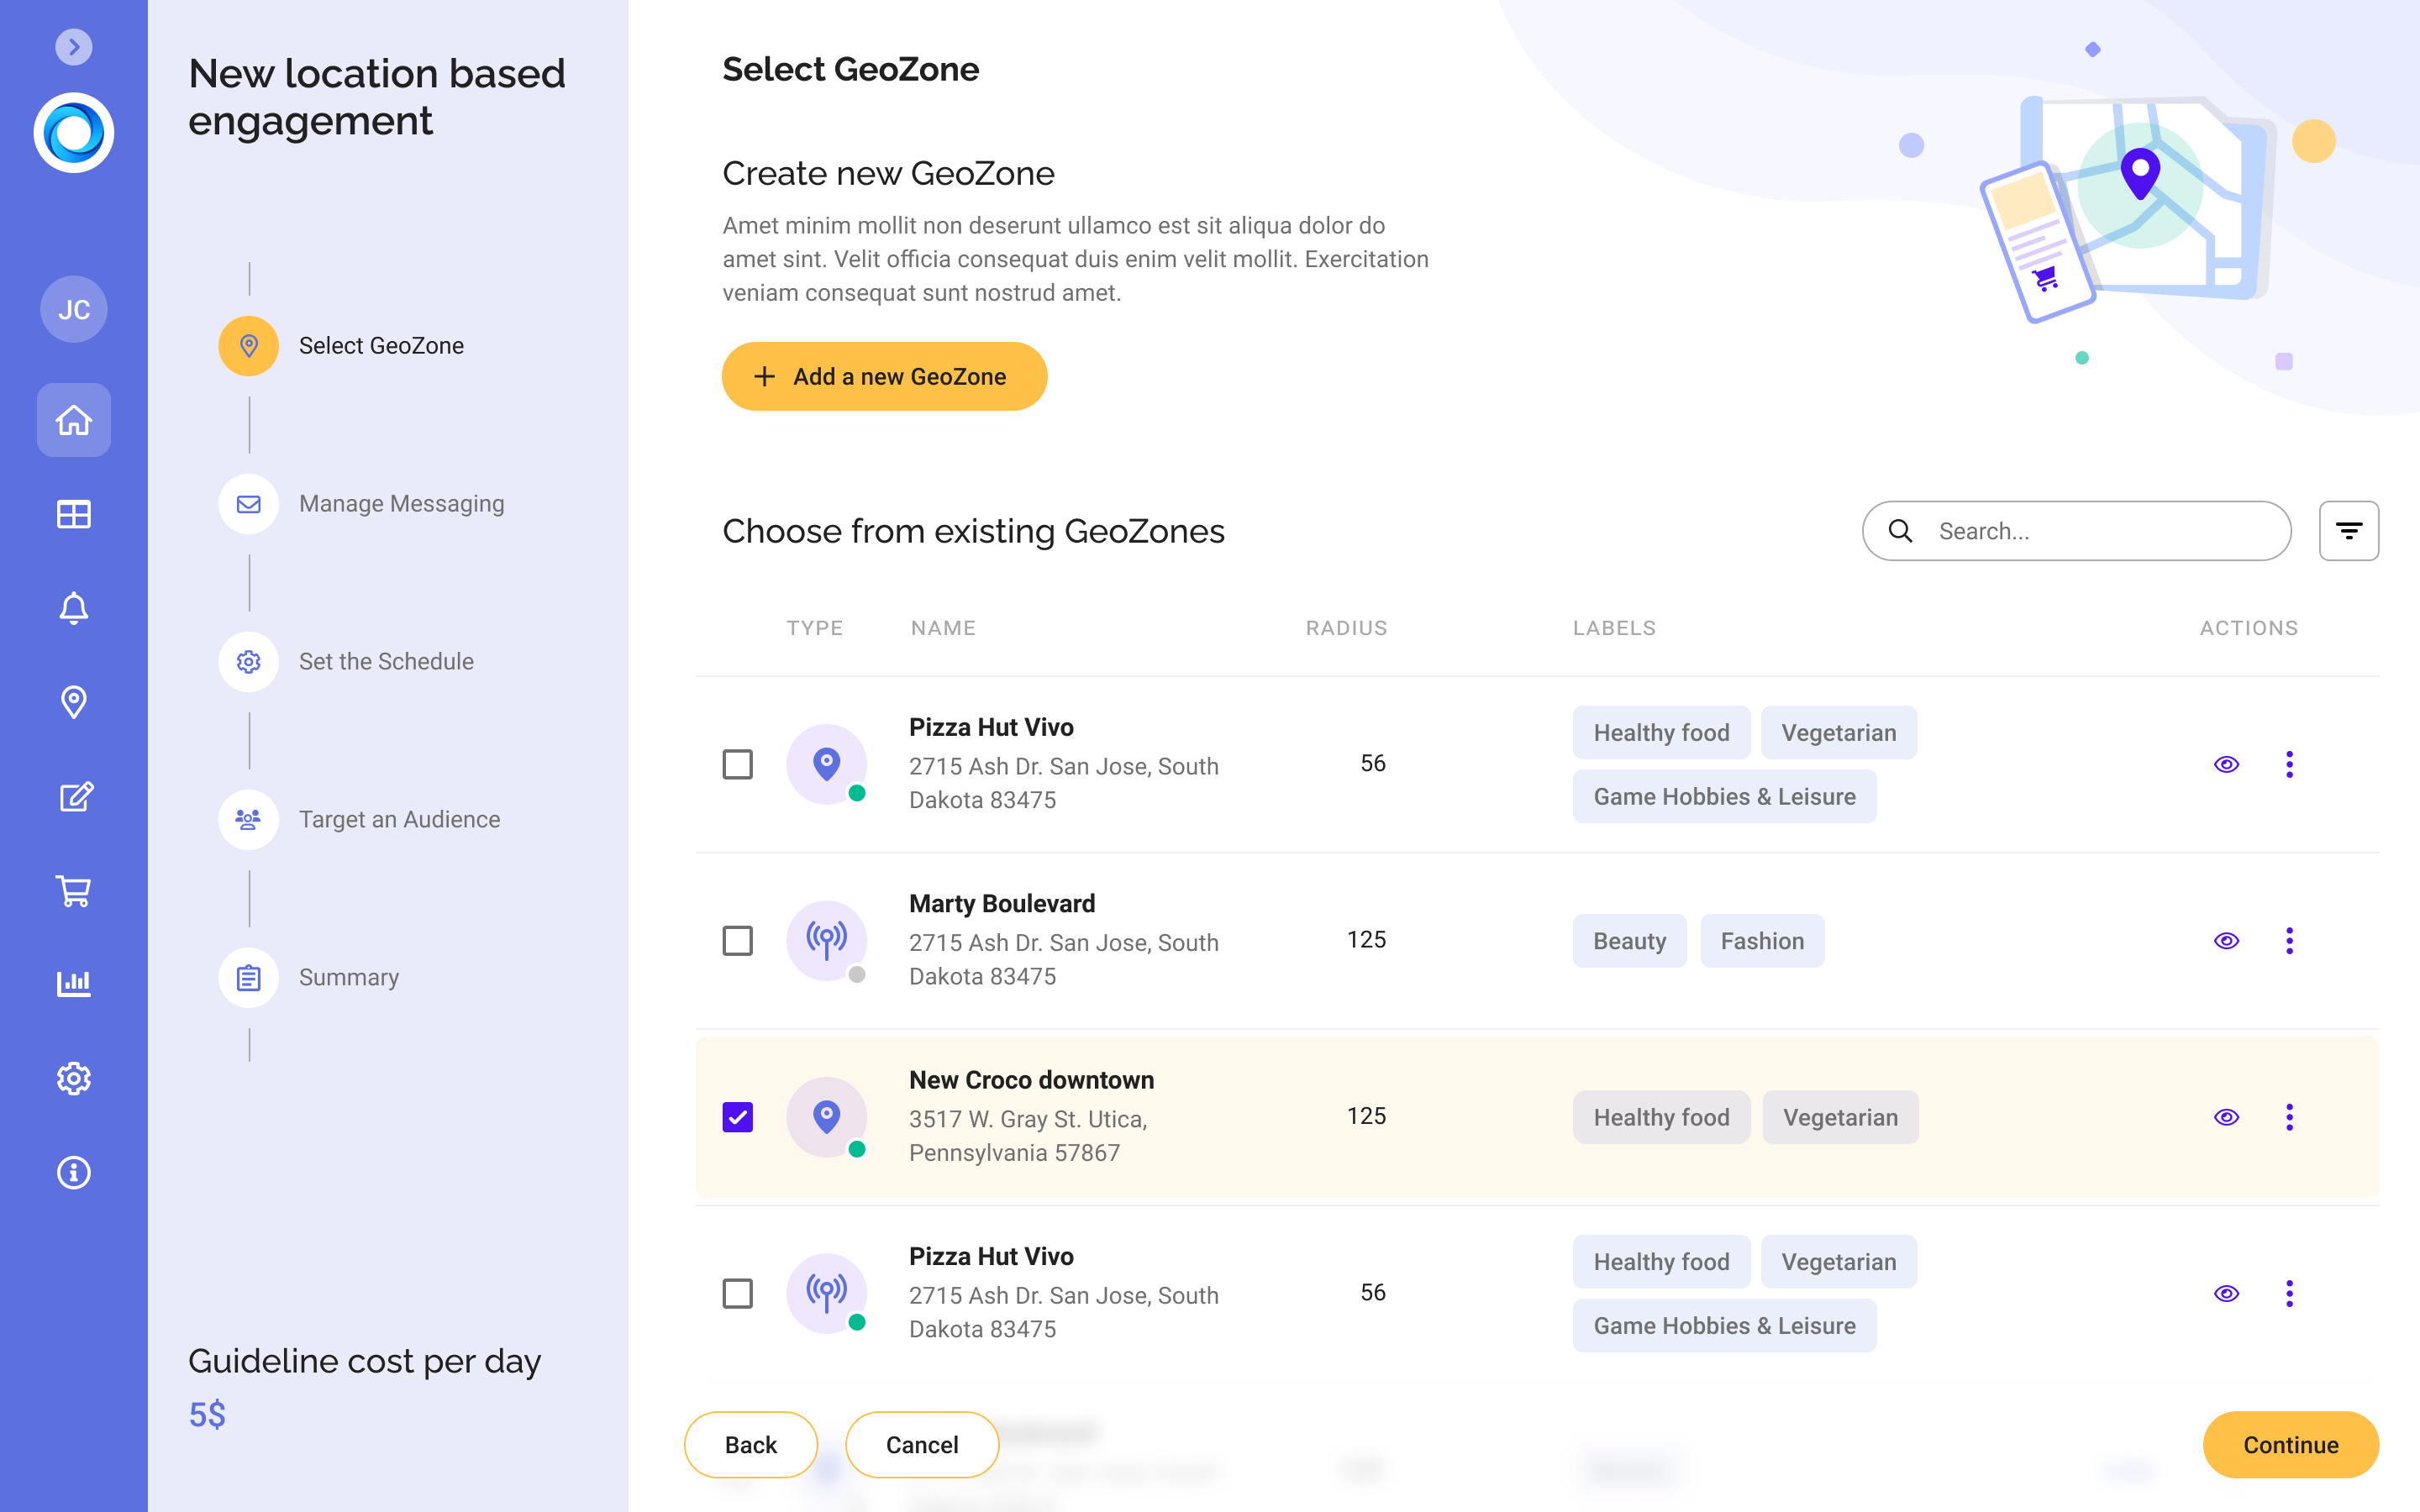 New location based
engagement
JC
Select GeoZone
Manage Messaging
Set the Schedule
Target an Audience
Summary
Guideline cost per day
5$
Select GeoZone
Create new GeoZone
Amet minim mollit non deserunt ullamco est sit aliqua dolor do
amet sint. Velit officia consequat duis enim velit mollit. Exercitation
veniam consequat sunt nostrud amet.
Add a new GeoZone
Choose from existing GeoZones
Search...
TYPE NAME RADIUS LABELS ACTIONS
Pizza Hut Vivo
2715 Ash Dr. San Jose, South
Dakota 83475
56
Healthy food Vegetarian
Game Hobbies & Leisure
Marty Boulevard
2715 Ash Dr. San Jose, South
Dakota 83475
125
Beauty Fashion
New Croco downtown
3517 W. Gray St. Utica,
Pennsylvania 57867
125
Healthy food Vegetarian
Pizza Hut Vivo
2715 Ash Dr. San Jose, South
Dakota 83475
56
Healthy food Vegetarian
Game Hobbies & Leisure
Back Cancel Continue